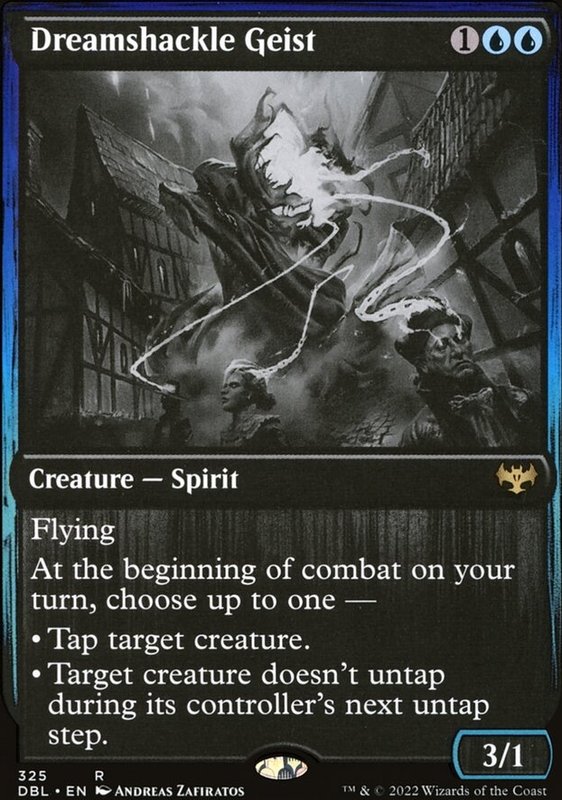 Dreamshackle Geist 1
Creature — Spirit
Flying
At the beginning of combat on your
turn, choose up to one —
• Tap target creature.
• Target creature doesn't untap
during its controller's next untap
step.
3/1
325 R
DBL • EN Andreas Zafiratos ™ & © 2022 Wizards of the Coast